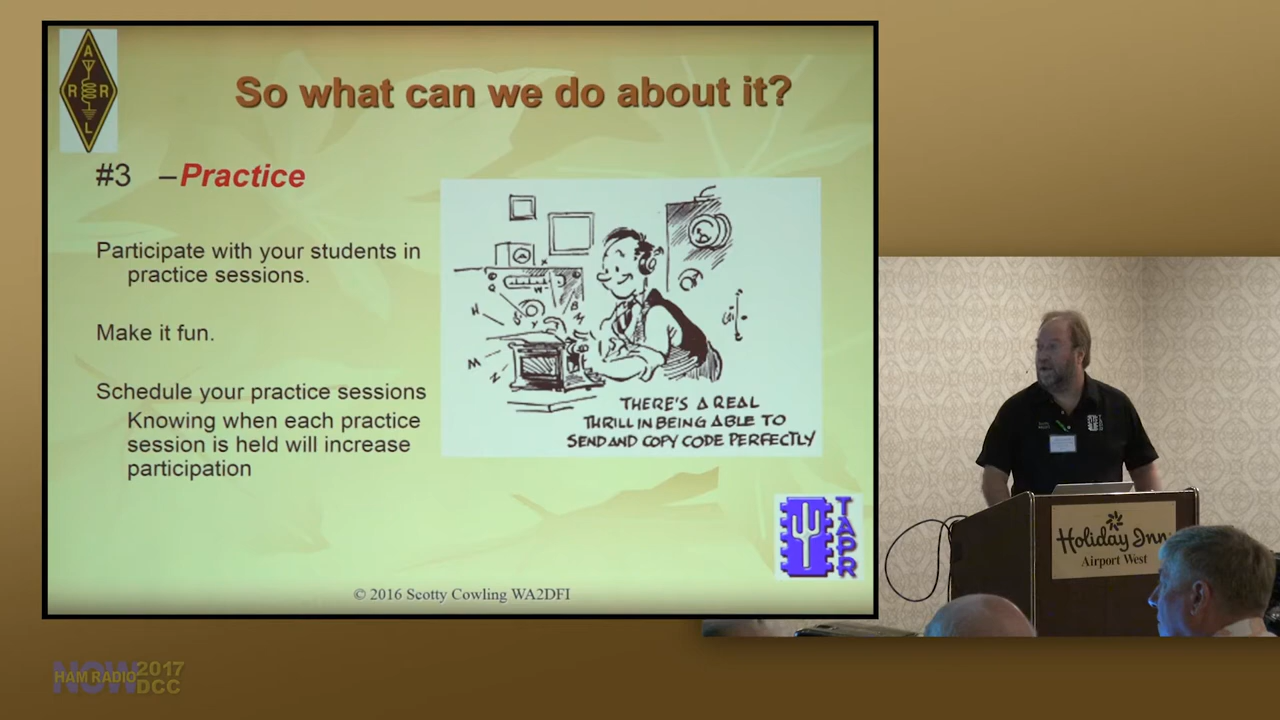 ARRL
So what can we do about it?
#3 –Practice
Participate with your students in
practice sessions.
Make it fun.
Schedule your practice sessions
Knowing when each practice
session is held will increase
participation
THERE'S A REAL
THRILL IN BEING ABLE TO
SEND AND COPY CODE PERFECTLY
TAPR
© 2016 Scotty Cowling WA2DFI
Holiday Inn
Airport West
HAM RADIO
NOW
2017
DCC